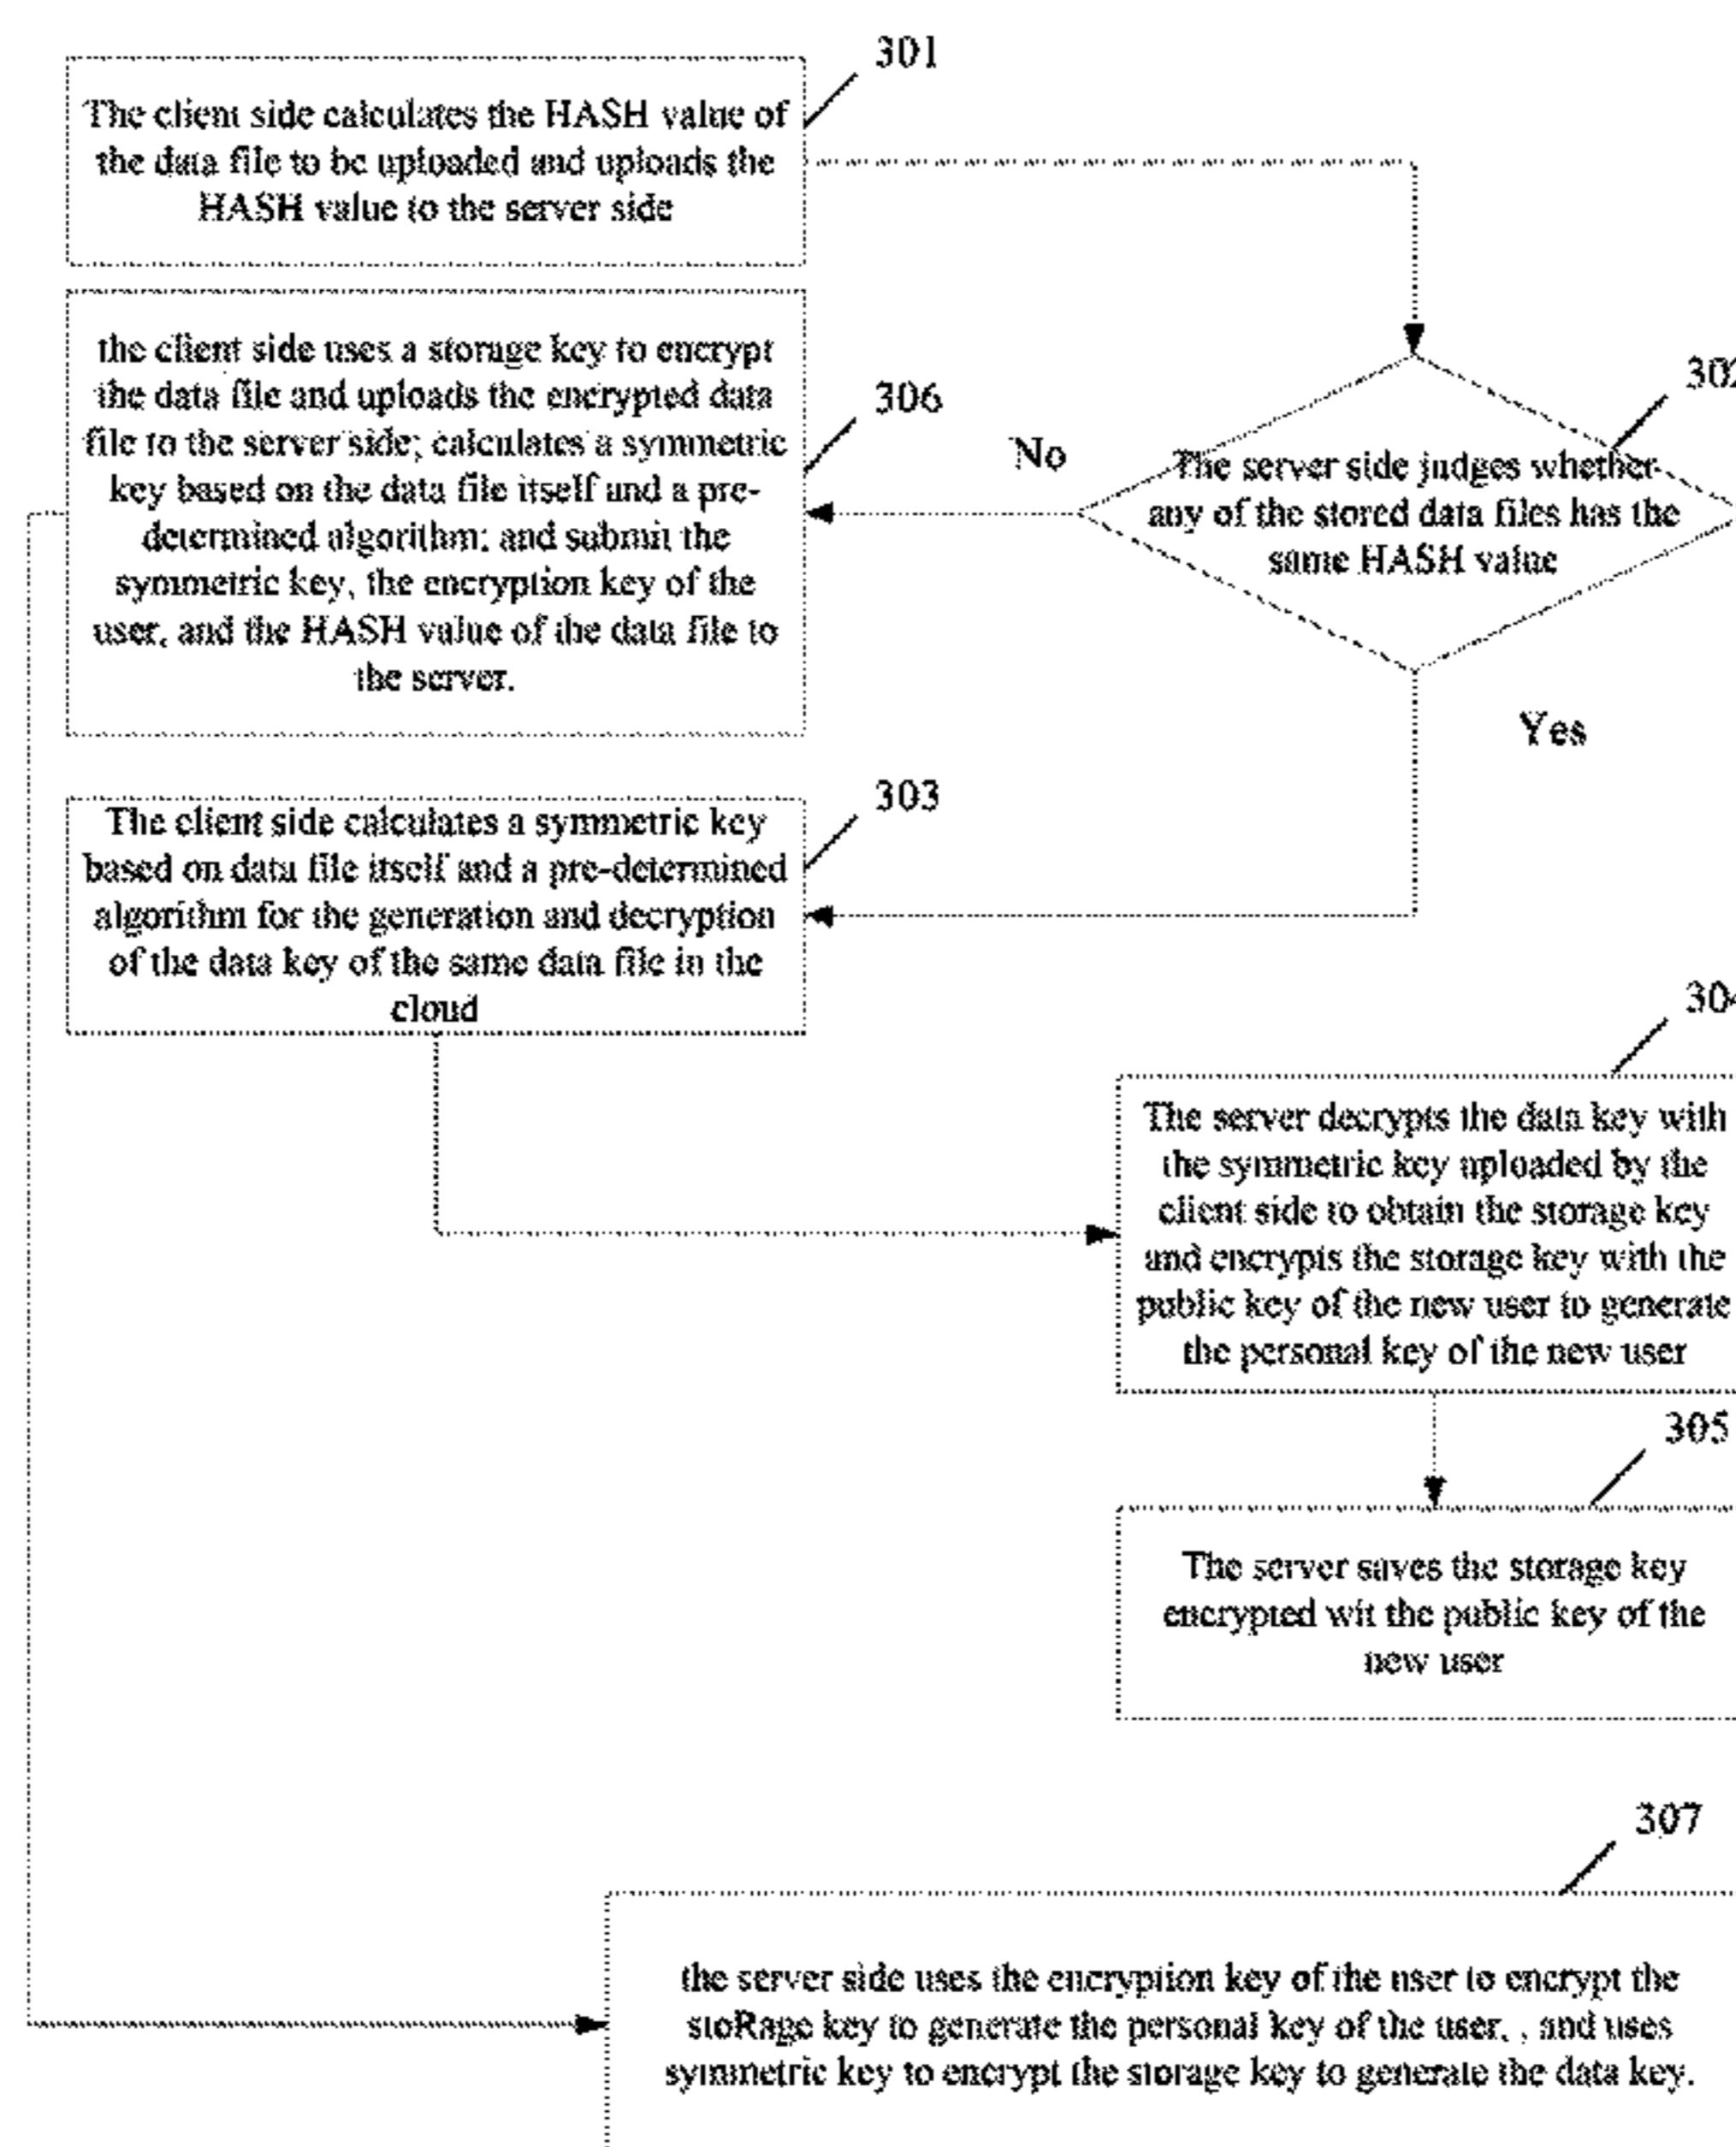 301
The client side calculates the HASH value of
the data file to be uploaded and uploads the
HASH value to the server side
302
The server side judges whether
any of the stored data files has the
same HASH value
No
Yes
306
the client side uses a storage key to encrypt
the data file and uploads the encrypted data
file to the server side; calculates a symmetric
key based on the data file itself and a pre-
determined algorithm; and submit the
symmetric key, the encryption key of the
user, and the HASH value of the data file to
the server.
303
The client side calculates a symmetric key
based on data file itself and a pre-determined
algorithm for the generation and decryption
of the data key of the same data file in the
cloud
304
The server decrypts the data key with
the symmetric key uploaded by the
client side to obtain the storage key
and encrypts the storage key with the
public key of the new user to generate
the personal key of the new user
305
The server saves the storage key
encrypted wit the public key of the
new user
307
the server side uses the encryption key of the user to encrypt the
stoRage key to generate the personal key of the user, , and uses
symmetric key to encrypt the storage key to generate the data key.